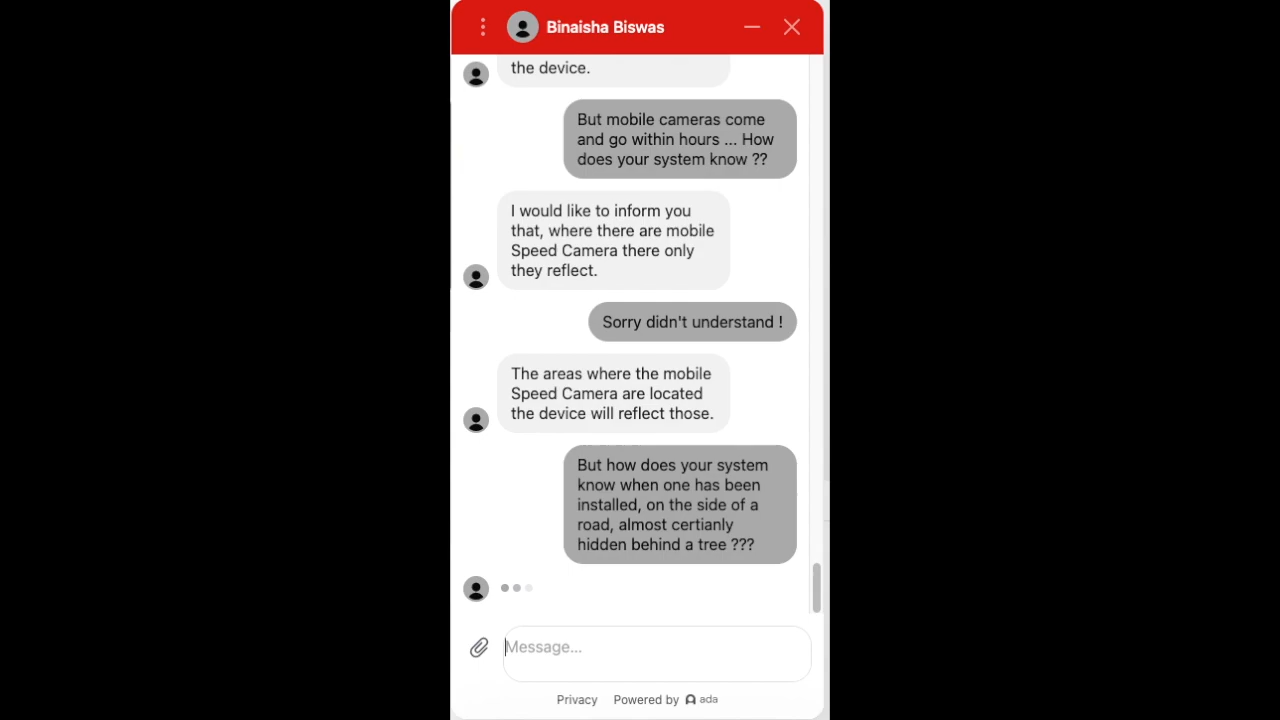 Binaisha Biswas
the device.
But mobile cameras come
and go within hours ... How
does your system know ??
I would like to inform you
that, where there are mobile
Speed Camera there only
they reflect.
Sorry didn't understand !
The areas where the mobile
Speed Camera are located
the device will reflect those.
But how does your system
know when one has been
installed, on the side of a
road, almost certianly
hidden behind a tree ???
Message...
Privacy Powered by ada